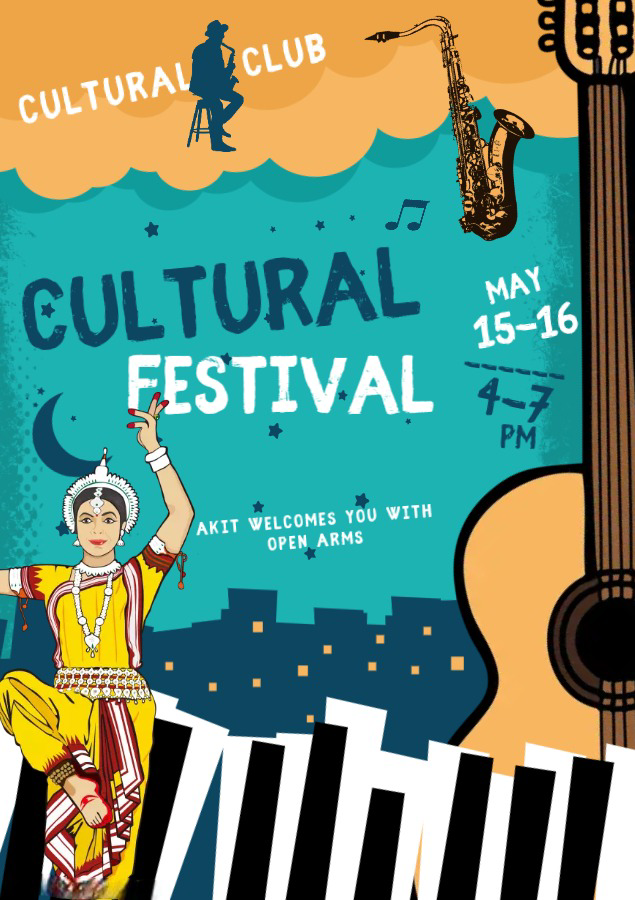 CULTURAL CLUB
CULTURAL
FESTIVAL
MAY
15-16
4-7
PM
AKIT WELCOMES YOU WITH
OPEN ARMS